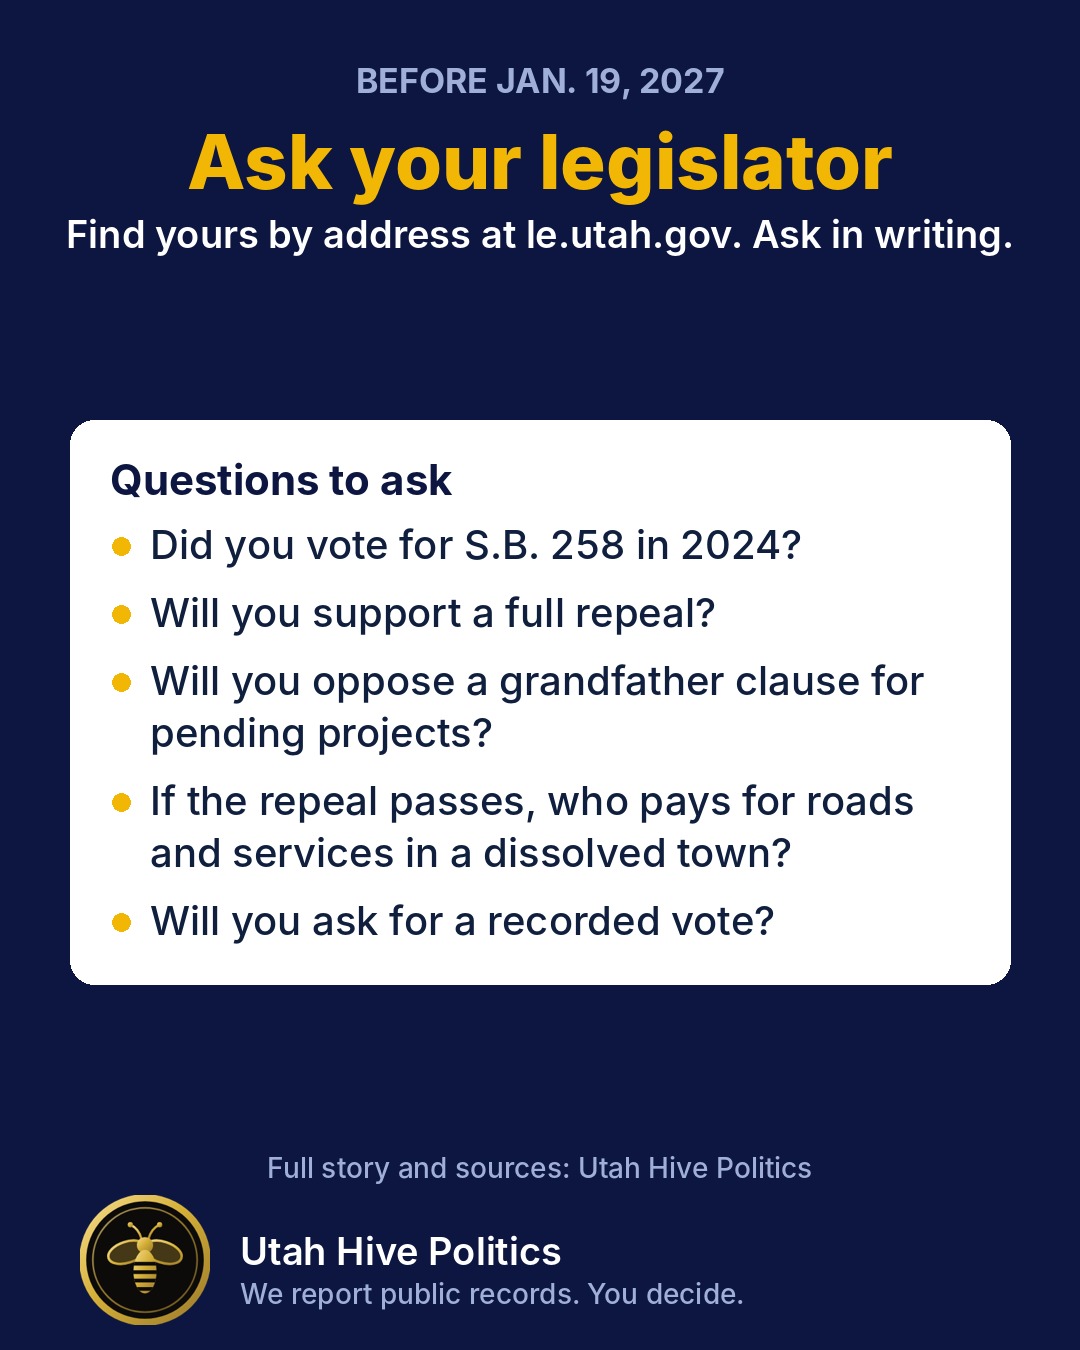 BEFORE JAN. 19, 2027
Ask your legislator
Find yours by address at le.utah.gov. Ask in writing.
Questions to ask
Did you vote for S.B. 258 in 2024?
Will you support a full repeal?
Will you oppose a grandfather clause for
pending projects?
If the repeal passes, who pays for roads
and services in a dissolved town?
Will you ask for a recorded vote?
Full story and sources: Utah Hive Politics
Utah Hive Politics
We report public records. You decide.